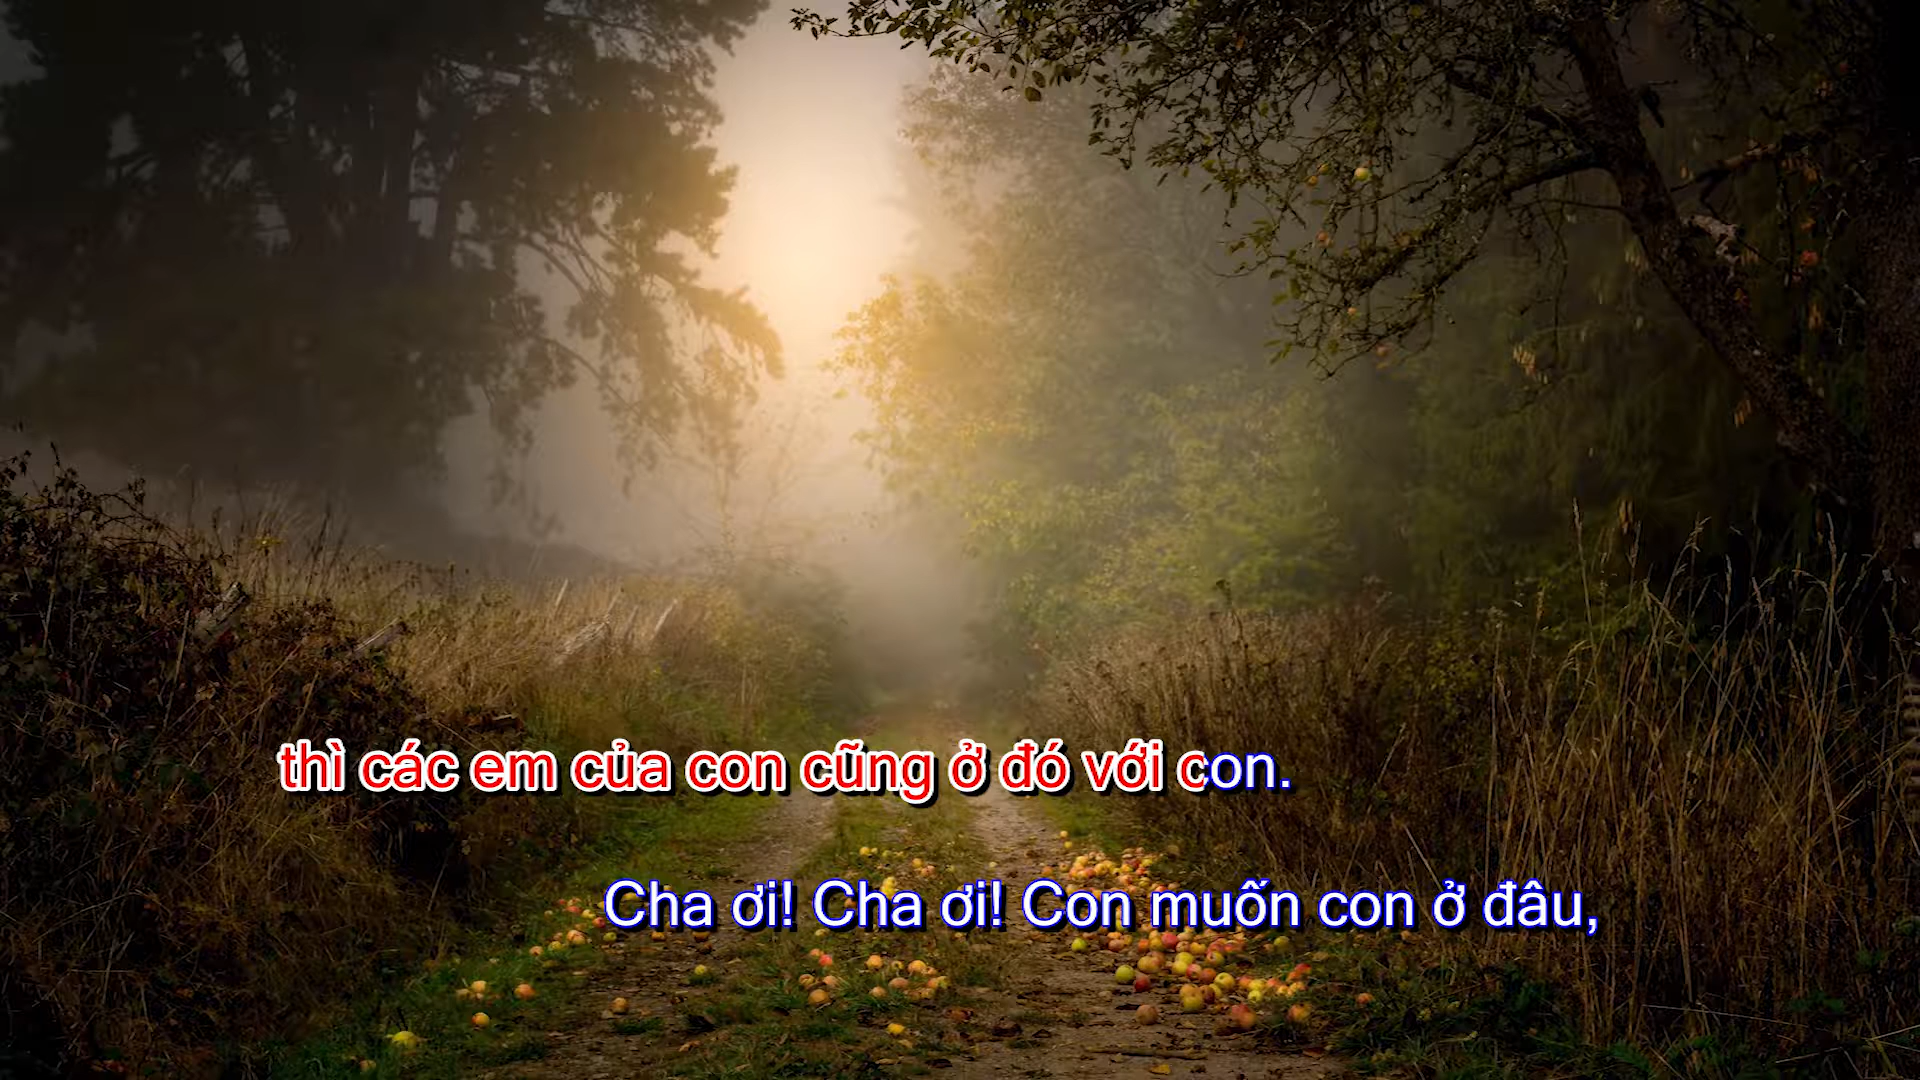 thì các em của con cũng ở đó với con.
Cha ơi! Cha ơi! Con muốn con ở đâu,